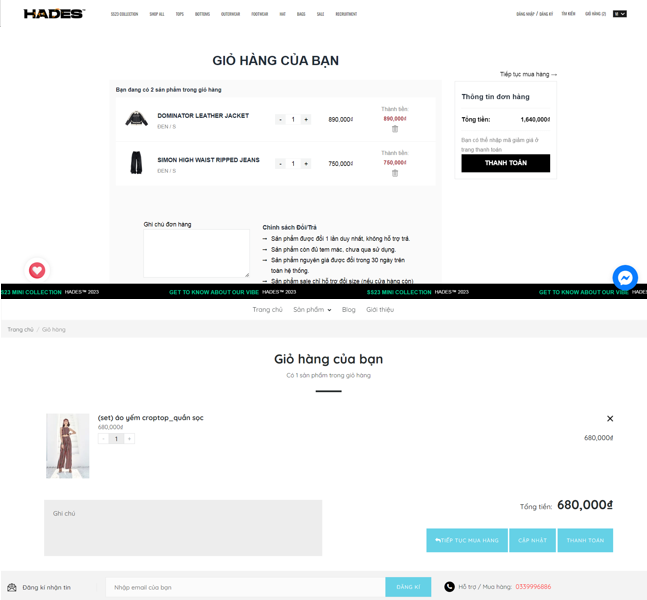 HADES
SS23 COLLECTION SHOP ALL TOPS BOTTOMS OUTERWEAR FOOTWEAR HAT BAGS SALE RECRUITMENT ĐĂNG NHẬP / ĐĂNG KÝ TÌM KIẾM GIỎ HÀNG (2)
GIỎ HÀNG CỦA BẠN
Tiếp tục mua hàng →
Bạn đang có 2 sản phẩm trong giỏ hàng
DOMINATOR LEATHER JACKET
ĐEN / S
- 1 +
890,000₫
Thành tiền:
890,000₫
SIMON HIGH WAIST RIPPED JEANS
ĐEN / S
- 1 +
750,000₫
Thành tiền:
750,000₫
Thông tin đơn hàng
Tổng tiền: 1,640,000₫
Bạn có thể nhập mã giảm giá ở
trang thanh toán
THANH TOÁN
Ghi chú đơn hàng
Chính sách Đổi/Trả
→ Sản phẩm được đổi 1 lần duy nhất, không hỗ trợ trả.
→ Sản phẩm còn đủ tem mác, chưa qua sử dụng.
→ Sản phẩm nguyên giá được đổi trong 30 ngày trên
toàn hệ thống.
→ Sản phẩm sale chỉ hỗ trợ đổi size (nếu cửa hàng còn)
SS23 MINI COLLECTION HADES™ 2023 GET TO KNOW ABOUT OUR VIBE HADES™ 2023 SS23 MINI COLLECTION HADES™ 2023 GET TO KNOW ABOUT OUR VIBE HADES
Trang chủ Sản phẩm Blog Giới thiệu
Trang chủ / Giỏ hàng
Giỏ hàng của bạn
Có 1 sản phẩm trong giỏ hàng
(set) áo yếm croptop_quần sọc
680,000₫
- 1 +
680,000₫
Ghi chú
Tổng tiền: 680,000₫
TIẾP TỤC MUA HÀNG CẬP NHẬT THANH TOÁN
Đăng kí nhận tin Nhập email của bạn ĐĂNG KÍ Hỗ trợ / Mua hàng: 0339996886